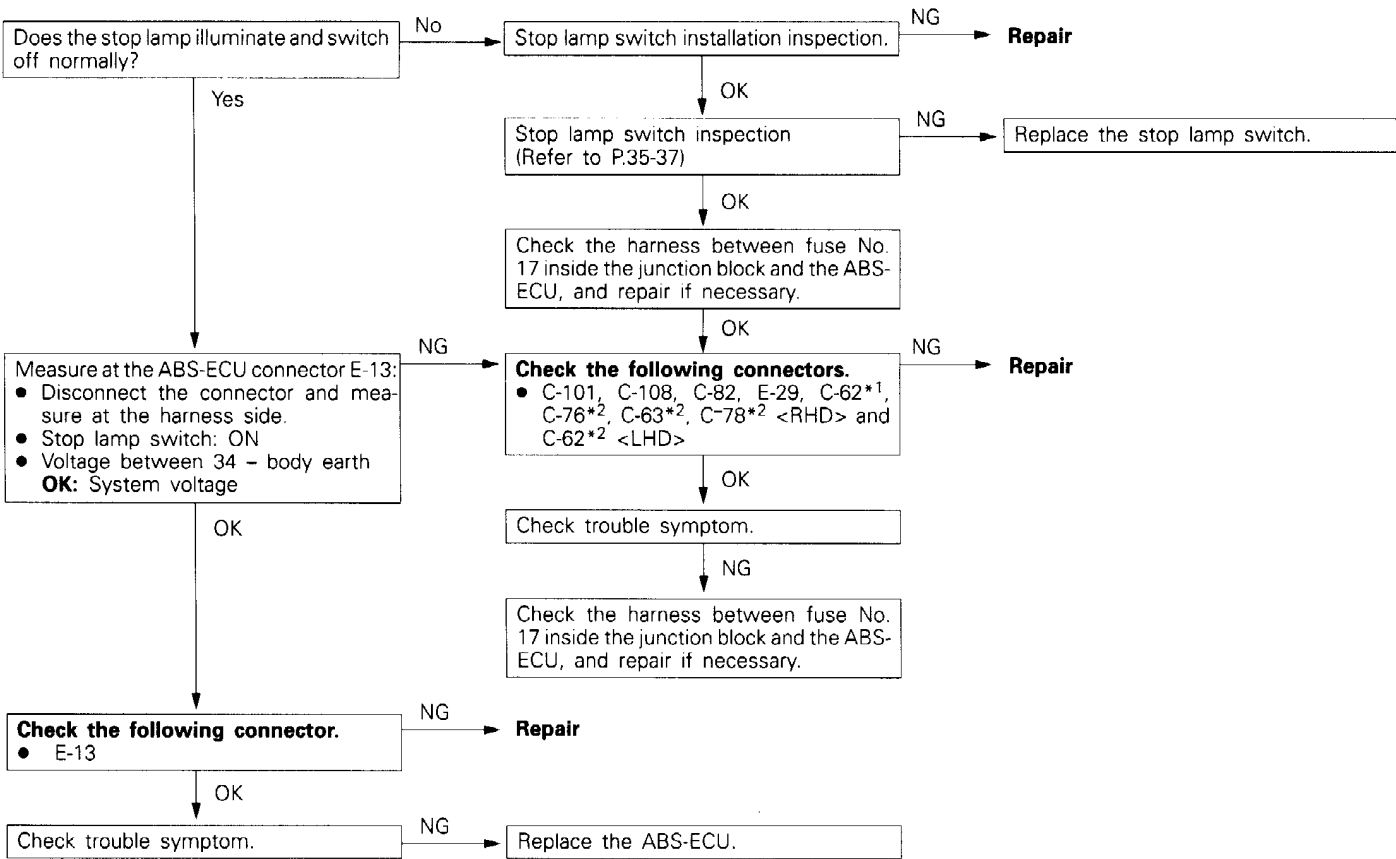 Does the stop lamp illuminate and switch
off normally?
No
Stop lamp switch installation inspection.
NG
Repair
Yes
OK
Stop lamp switch inspection
(Refer to P.35-37)
NG
Replace the stop lamp switch.
OK
Check the harness between fuse No.
17 inside the junction block and the ABS-
ECU, and repair if necessary.
OK
Measure at the ABS-ECU connector E-13:
● Disconnect the connector and mea-
sure at the harness side.
● Stop lamp switch: ON
● Voltage between 34 – body earth
OK: System voltage
NG
Check the following connectors.
● C-101, C-108, C-82, E-29, C-62*1,
C-76*2, C-63*2, C-78*2 <RHD> and
C-62*2 <LHD>
NG
Repair
OK
OK
Check trouble symptom.
NG
Check the harness between fuse No.
17 inside the junction block and the ABS-
ECU, and repair if necessary.
Check the following connector.
● E-13
NG
Repair
OK
Check trouble symptom.
NG
Replace the ABS-ECU.